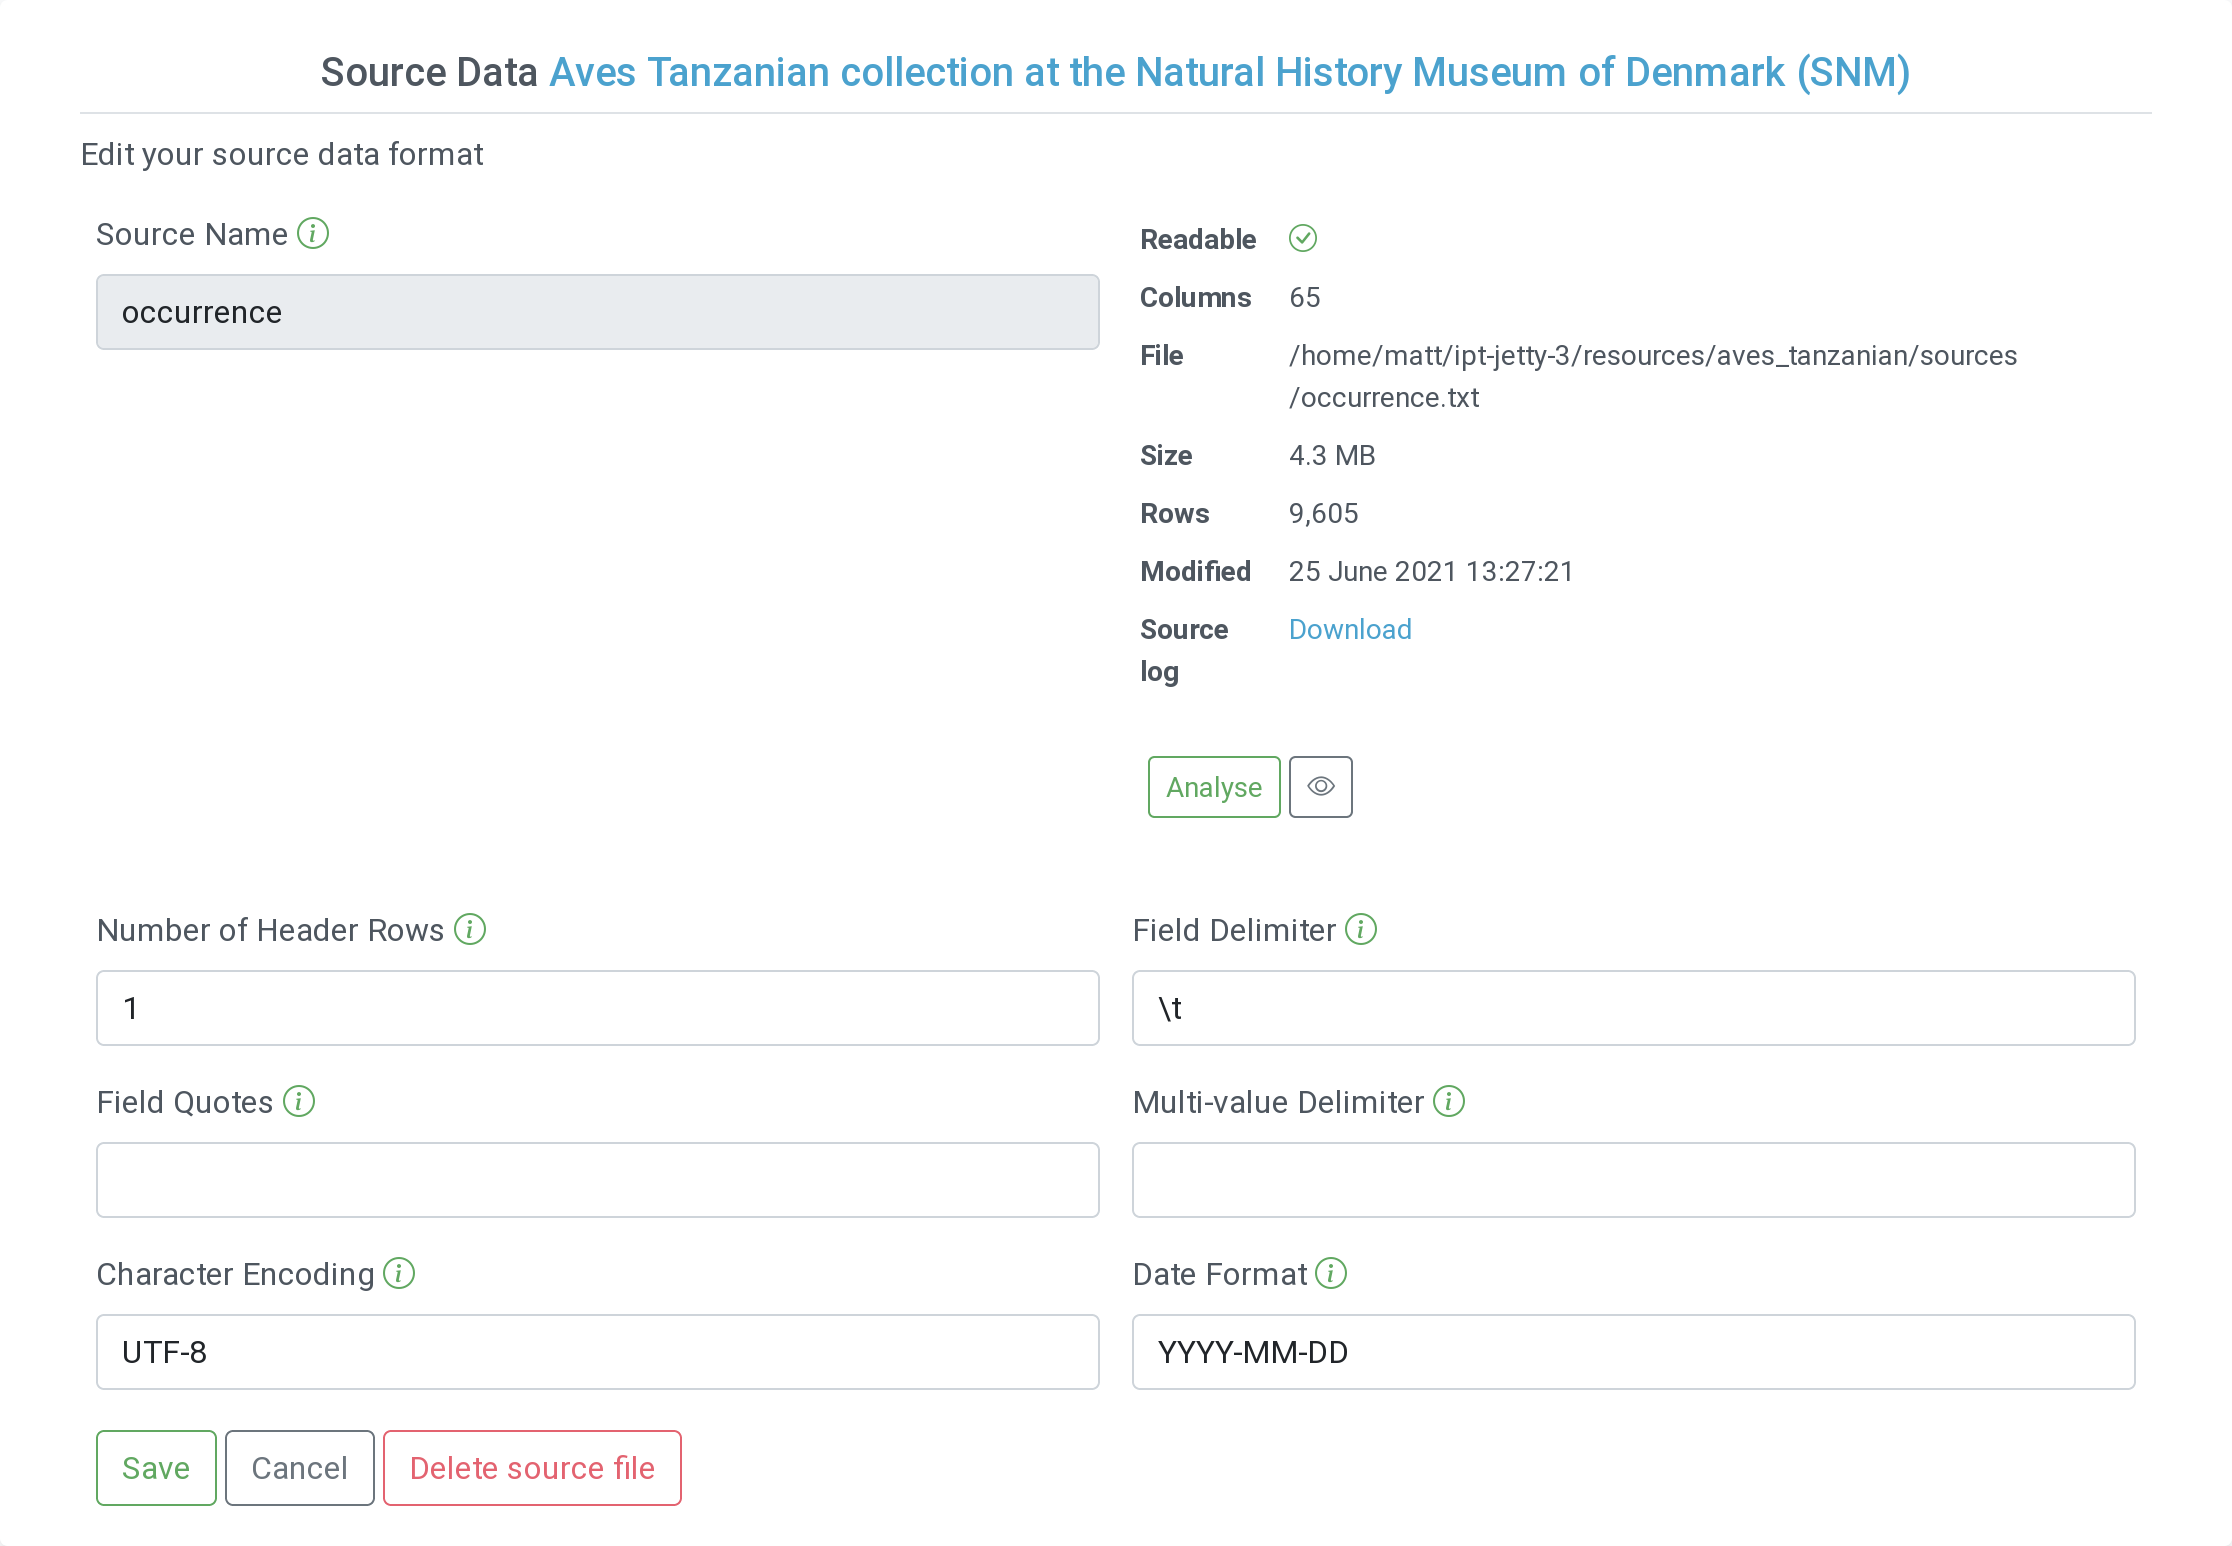 Source Data Aves Tanzanian collection at the Natural History Museum of Denmark (SNM)
Edit your source data format
Source Name
occurrence
Readable
Columns 65
File /home/matt/ipt-jetty-3/resources/aves_tanzanian/sources
/occurrence.txt
Size 4.3 MB
Rows 9,605
Modified 25 June 2021 13:27:21
Source Download
log
Analyse
Number of Header Rows
1
Field Delimiter
\t
Field Quotes
Multi-value Delimiter
Character Encoding
UTF-8
Date Format
YYYY-MM-DD
Save Cancel Delete source file